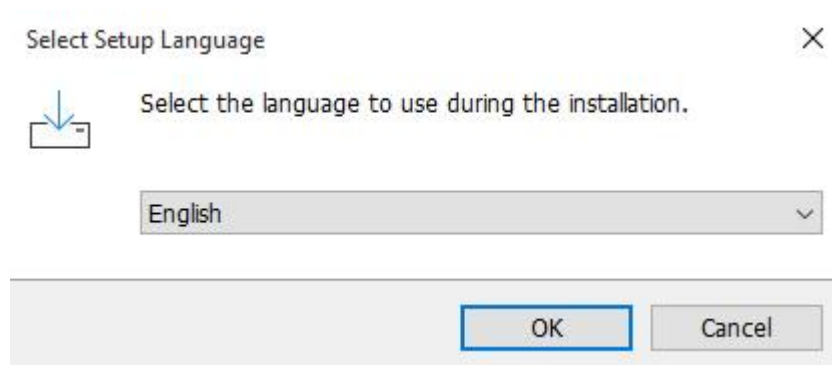 Select Setup Language
Select the language to use during the installation.
English
OK Cancel